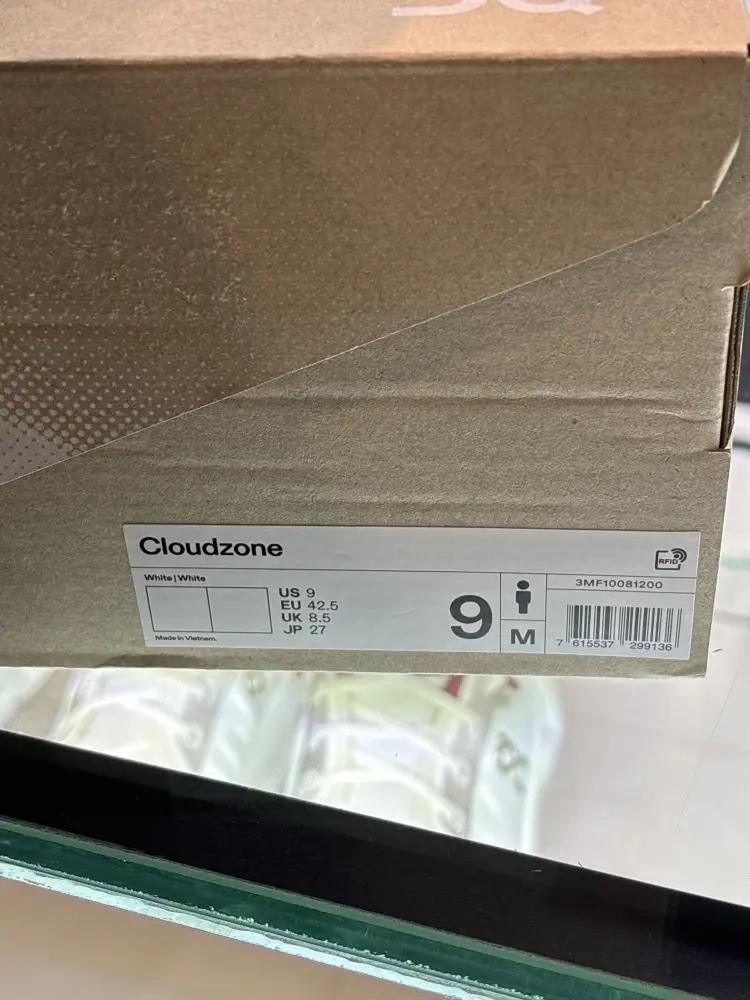 Cloudzone
RFID
White | White
US 9
EU 42.5
UK 8.5
JP 27
Made in Vietnam.
9
M
3MF10081200
7 615537 299136